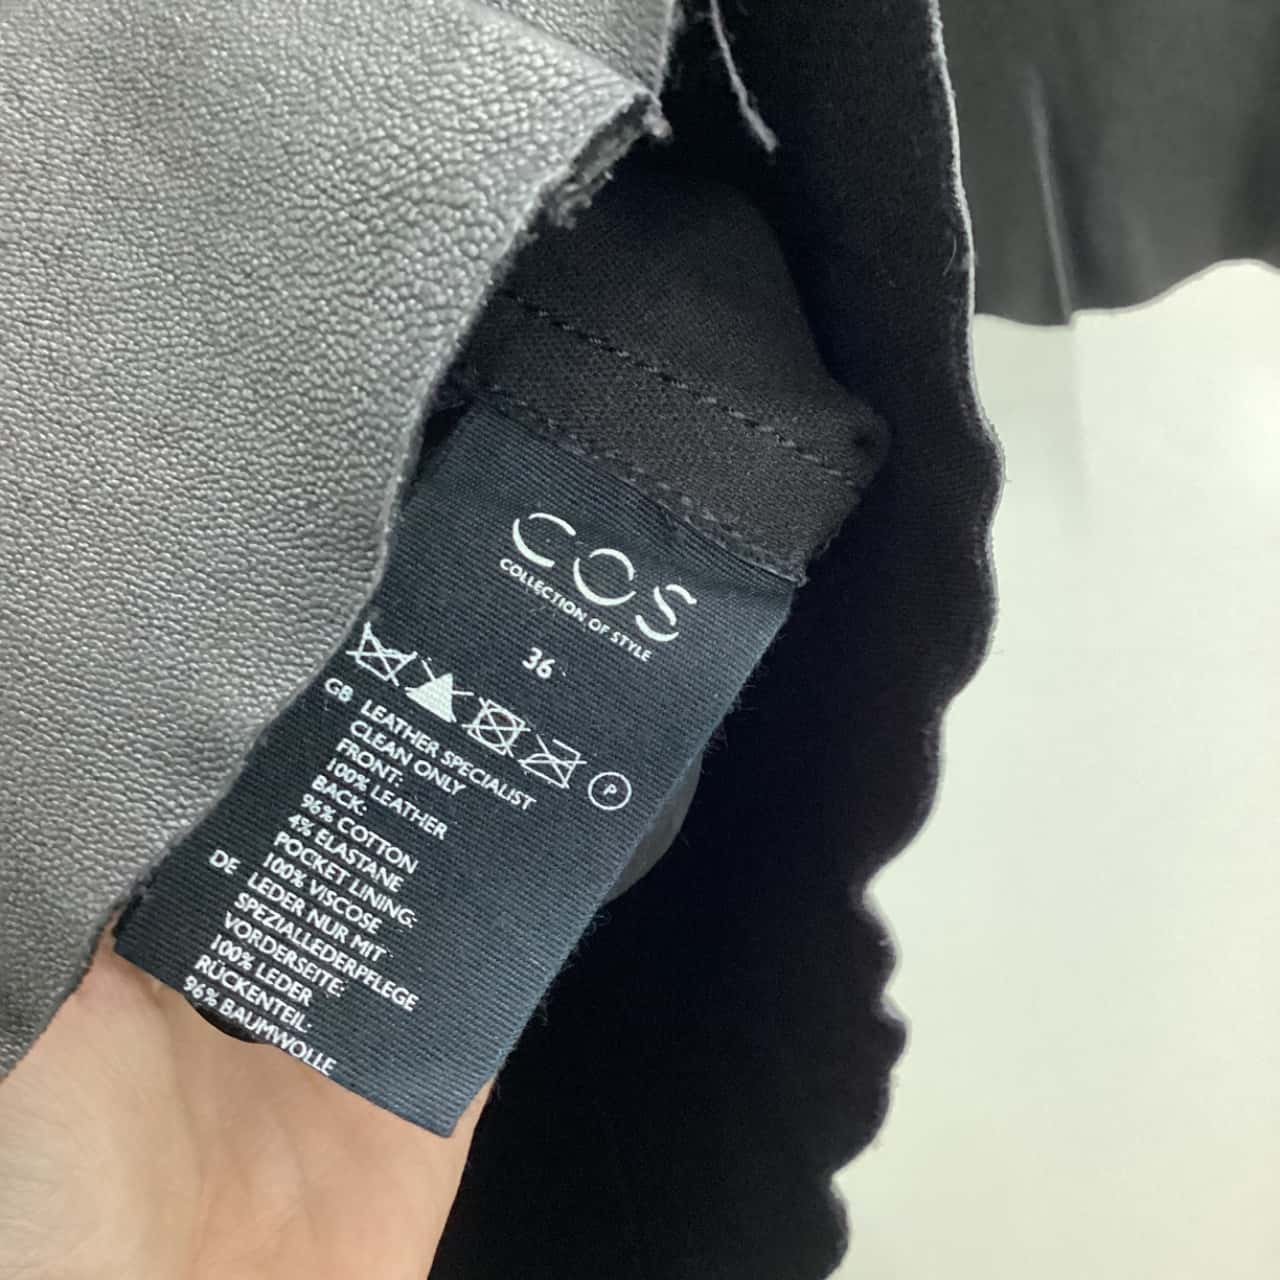 COS
COLLECTION OF STYLE
36
P
GB LEATHER SPECIALIST
CLEAN ONLY
FRONT:
100% LEATHER
BACK:
96% COTTON
4% ELASTANE
POCKET LINING:
100% VISCOSE
DE LEDER NUR MIT
SPEZIALLEDERPFLEGE
VORDERSEITE:
100% LEDER
RÜCKENTEIL:
96% BAUMWOLLE